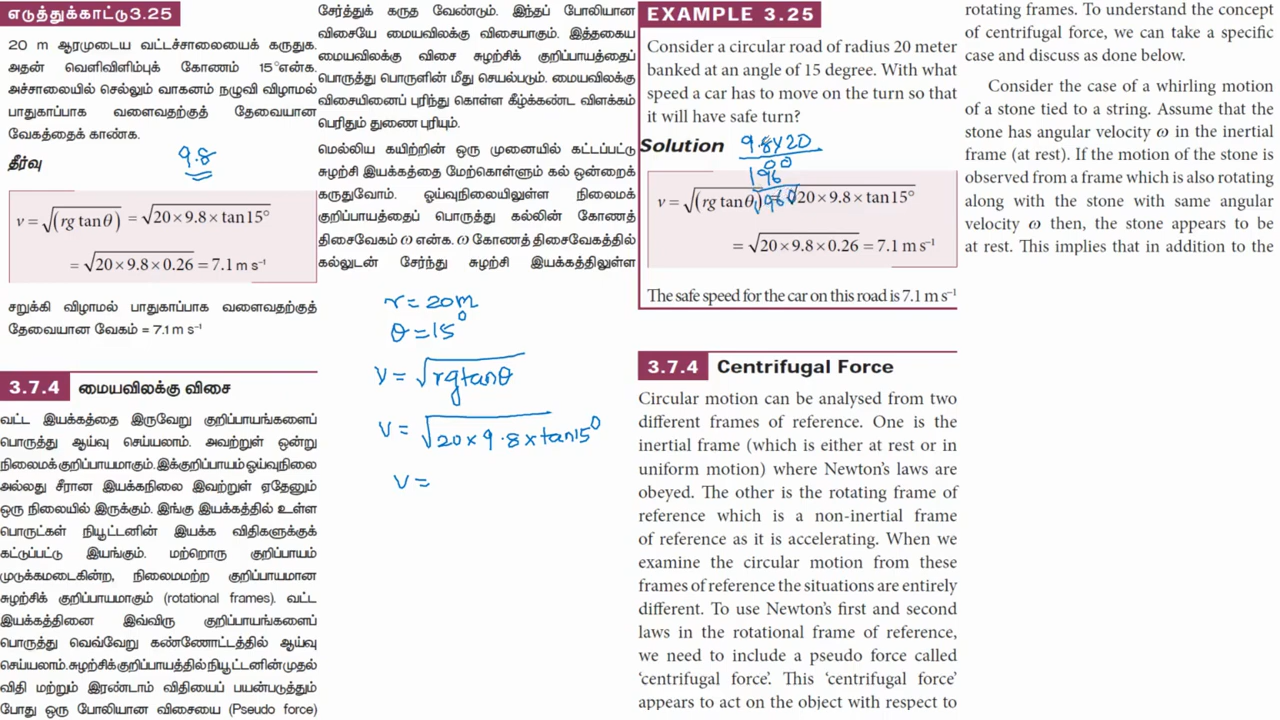 எடுத்துக்காட்டு3.25
20 m ஆரமுடைய வட்டச்சாலையைக் கருதுக.
அதன் வெளிவிளிம்புக் கோணம் 15°என்க.
அச்சாலையில் செல்லும் வாகனம் நழுவி விழாமல்
பாதுகாப்பாக வளைவதற்குத் தேவையான
வேகத்தைக் காண்க.
தீர்வு
9.8
v = √(rg tanθ) = √20×9.8×tan15°
= √20×9.8×0.26 = 7.1 m s⁻¹
சறுக்கி விழாமல் பாதுகாப்பாக வளைவதற்குத்
தேவையான வேகம் = 7.1 m s⁻¹
3.7.4 மையவிலக்கு விசை
வட்ட இயக்கத்தை இருவேறு குறிப்பாயங்களைப்
பொருத்து ஆய்வு செய்யலாம். அவற்றுள் ஒன்று
நிலைமக் குறிப்பாயமாகும். இக்குறிப்பாயம் ஓய்வுநிலை
அல்லது சீரான இயக்கநிலை இவற்றுள் ஏதேனும்
ஒரு நிலையில் இருக்கும். இங்கு இயக்கத்தில் உள்ள
பொருட்கள் நியூட்டனின் இயக்க விதிகளுக்குக்
கட்டுப்பட்டு இயங்கும். மற்றொரு குறிப்பாயம்
முடுக்கமடைகின்ற, நிலைமமற்ற குறிப்பாயமான
சுழற்சிக் குறிப்பாயமாகும் (rotational frames). வட்ட
இயக்கத்தினை இவ்விரு குறிப்பாயங்களைப்
பொருத்து வெவ்வேறு கண்ணோட்டத்தில் ஆய்வு
செய்யலாம். சுழற்சிக் குறிப்பாயத்தில் நியூட்டனின் முதல்
விதி மற்றும் இரண்டாம் விதியைப் பயன்படுத்தும்
போது ஒரு போலியான விசையை (Pseudo force)
சேர்த்துக் கருத வேண்டும். இந்தப் போலியான
விசையே மையவிலக்கு விசையாகும். இத்தகைய
மையவிலக்கு விசை சுழற்சிக் குறிப்பாயத்தைப்
பொருத்து பொருளின் மீது செயல்படும். மையவிலக்கு
விசையினைப் புரிந்து கொள்ள கீழ்க்கண்ட விளக்கம்
பெரிதும் துணை புரியும்.
மெல்லிய கயிற்றின் ஒரு முனையில் கட்டப்பட்டு
சுழற்சி இயக்கத்தை மேற்கொள்ளும் கல் ஒன்றைக்
கருதுவோம். ஓய்வுநிலையிலுள்ள நிலைமக்
குறிப்பாயத்தைப் பொருத்து கல்லின் கோணத்
திசைவேகம் ω என்க. ω கோணத் திசைவேகத்தில்
கல்லுடன் சேர்ந்து சுழற்சி இயக்கத்திலுள்ள
r = 20m
θ = 15°
V = √rgtanθ
V = √20 × 9.8 × tan15°
V =
EXAMPLE 3.25
Consider a circular road of radius 20 meter
banked at an angle of 15 degree. With what
speed a car has to move on the turn so that
it will have safe turn?
Solution
9.8×20
00
196
√(196 0
v = √(rg tanθ) = √20×9.8×tan15°
= √20×9.8×0.26 = 7.1 m s⁻¹
The safe speed for the car on this road is 7.1 m s⁻¹
3.7.4 Centrifugal Force
Circular motion can be analysed from two
different frames of reference. One is the
inertial frame (which is either at rest or in
uniform motion) where Newton's laws are
obeyed. The other is the rotating frame of
reference which is a non-inertial frame
of reference as it is accelerating. When we
examine the circular motion from these
frames of reference the situations are entirely
different. To use Newton's first and second
laws in the rotational frame of reference,
we need to include a pseudo force called
‘centrifugal force’. This ‘centrifugal force’
appears to act on the object with respect to
rotating frames. To understand the concept
of centrifugal force, we can take a specific
case and discuss as done below.
Consider the case of a whirling motion
of a stone tied to a string. Assume that the
stone has angular velocity ω in the inertial
frame (at rest). If the motion of the stone is
observed from a frame which is also rotating
along with the stone with same angular
velocity ω then, the stone appears to be
at rest. This implies that in addition to the